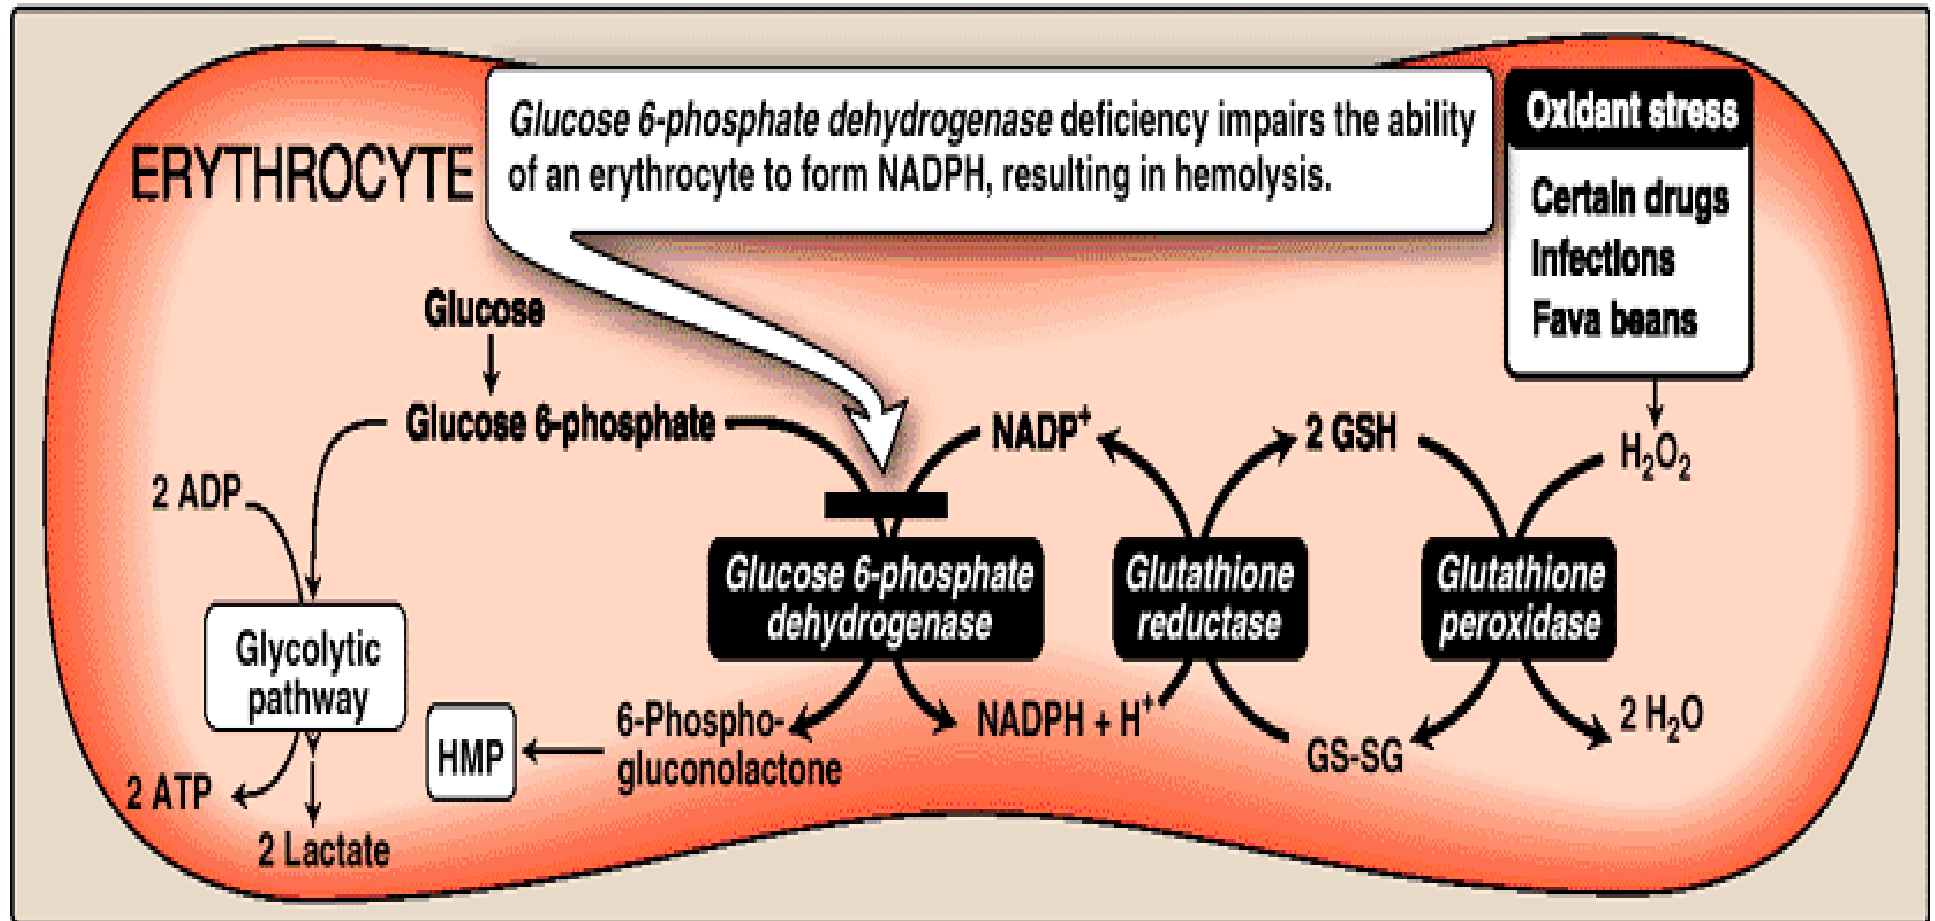 ERYTHROCYTE
Glucose 6-phosphate dehydrogenase deficiency impairs the ability
of an erythrocyte to form NADPH, resulting in hemolysis.
Oxidant stress
Certain drugs
Infections
Fava beans
Glucose
Glucose 6-phosphate
NADP⁺
2 GSH
H₂O₂
2 ADP
Glucose 6-phosphate
dehydrogenase
Glutathione
reductase
Glutathione
peroxidase
Glycolytic
pathway
HMP
6-Phospho-
gluconolactone
NADPH + H⁺
GS-SG
2 H₂O
2 ATP
2 Lactate